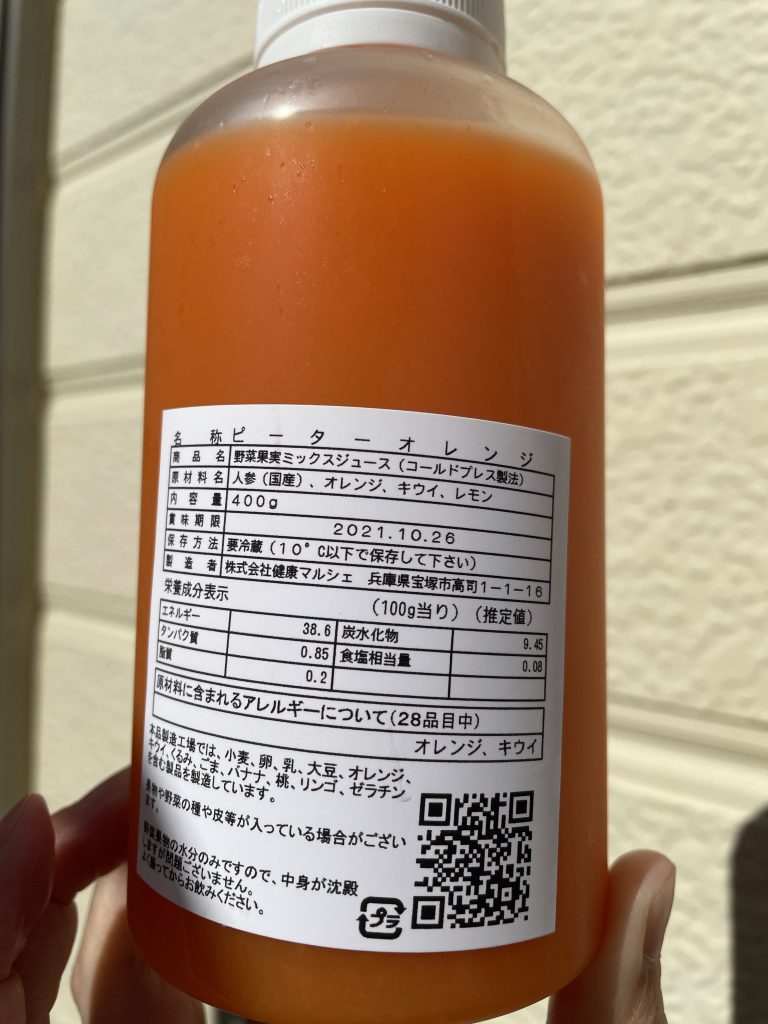 名称ピーターオレンジ
商品名 野菜果実ミックスジュース（コールドプレス製法）
原材料名 人参（国産）、オレンジ、キウイ、レモン
内容量 400g
賞味期限 2021.10.26
保存方法 要冷蔵（10°C以下で保存して下さい）
製造者 株式会社健康マルシェ 兵庫県宝塚市高司1-1-16
栄養成分表示 （100g当り）（推定値）
エネルギー 38.6 炭水化物 9.45
タンパク質 0.85 食塩相当量 0.08
脂質 0.2
原材料に含まれるアレルギーについて(28品目中)
オレンジ、キウイ
本品製造工場では、小麦、卵、乳、大豆、オレンジ、
キウイ、くるみ、ごま、バナナ、桃、リンゴ、ゼラチン
を含む製品を製造しています。
果物や野菜の種や皮等が入っている場合がござい
ます。
野菜果物の水分のみですので、中身が沈殿
しますが問題ございません。
よく振ってからお飲みください。
プラ